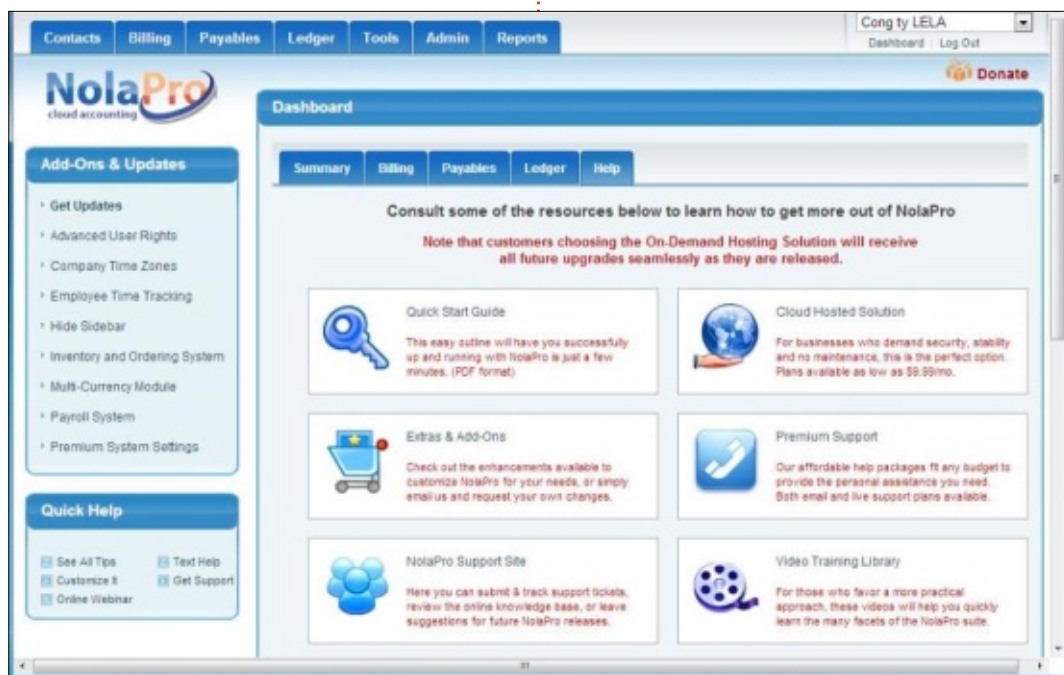 Contacts Billing Payables Ledger Tools Admin Reports
Cong ty LELA
Dashboard | Log Out
NolaPro
cloud accounting
Donate
Dashboard
Add-Ons & Updates
Get Updates
Advanced User Rights
Company Time Zones
Employee Time Tracking
Hide Sidebar
Inventory and Ordering System
Multi-Currency Module
Payroll System
Premium System Settings
Quick Help
See All Tips Text Help
Customize It Get Support
Online Webinar
Summary Billing Payables Ledger Help
Consult some of the resources below to learn how to get more out of NolaPro
Note that customers choosing the On-Demand Hosting Solution will receive
all future upgrades seamlessly as they are released.
Quick Start Guide
This easy outline will have you successfully
up and running with NolaPro is just a few
minutes. (PDF format)
Cloud Hosted Solution
For businesses who demand security, stability
and no maintenance, this is the perfect option.
Plans available as low as $9.99/mo.
Extras & Add-Ons
Check out the enhancements available to
customize NolaPro for your needs, or simply
email us and request your own changes.
Premium Support
Our affordable help packages fit any budget to
provide the personal assistance you need.
Both email and live support plans available.
NolaPro Support Site
Here you can submit & track support tickets,
review the online knowledge base, or leave
suggestions for future NolaPro releases.
Video Training Library
For those who favor a more practical
approach, these videos will help you quickly
learn the many facets of the NolaPro suite.